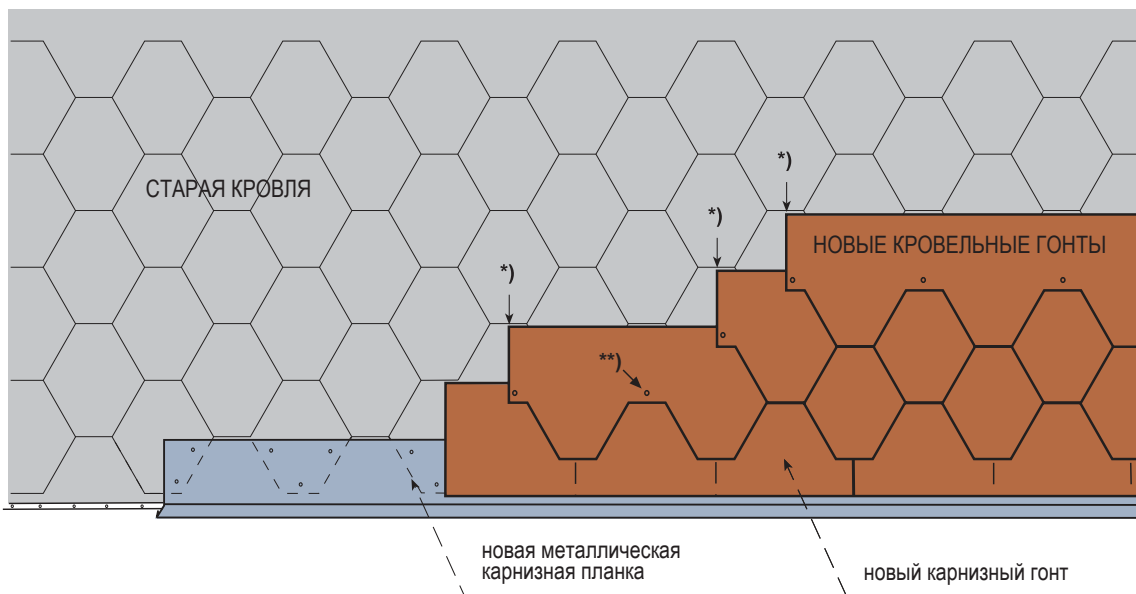 *)
СТАРАЯ КРОВЛЯ
*)
НОВЫЕ КРОВЕЛЬНЫЕ ГОНТЫ
*)
**)
новая металлическая
карнизная планка
новый карнизный гонт